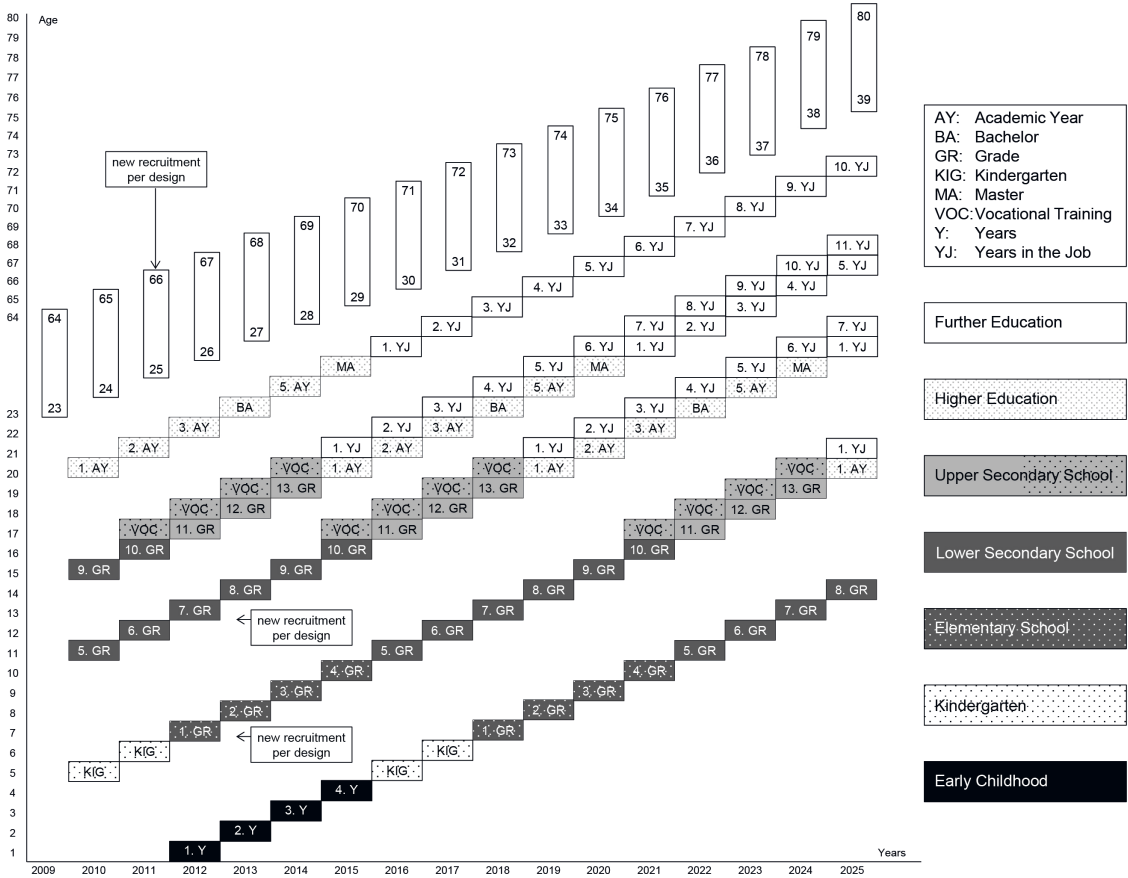 Age
80
79
78
77
76
75
74
73
72
71
70
69
68
67
66
65
64
23
22
21
20
19
18
17
16
15
14
13
12
11
10
9
8
7
6
5
4
3
2
1
new recruitment
per design
64
23
65
24
66
25
67
26
68
27
69
28
70
29
71
30
72
31
73
32
74
33
75
34
76
35
77
36
78
37
79
38
80
39
10. YJ
9. YJ
8. YJ
7. YJ
6. YJ 11. YJ
5. YJ 10. YJ 5. YJ
4. YJ 9. YJ 4. YJ
3. YJ 8. YJ 3. YJ
2. YJ 7. YJ 2. YJ 7. YJ
1. YJ 6. YJ 1. YJ 6. YJ 1. YJ
MA 5. YJ MA 5. YJ MA
5. AY 4. YJ 5. AY 4. YJ 5. AY
BA 3. YJ BA 3. YJ BA
3. AY 2. YJ 3. AY 2. YJ 3. AY
2. AY 1. YJ 2. AY 1. YJ 2. AY 1. YJ
1. AY VOC 1. AY VOC 1. AY VOC 1. AY
VOC 13. GR VOC 13. GR VOC 13. GR
VOC 12. GR VOC 12. GR VOC 12. GR
VOC 11. GR VOC 11. GR VOC 11. GR
10. GR 10. GR 10. GR
9. GR 9. GR 9. GR
8. GR 8. GR 8. GR
7. GR 7. GR 7. GR
new recruitment
per design
6. GR 6. GR 6. GR
5. GR 5. GR 5. GR
4. GR 4. GR
3. GR 3. GR
2. GR 2. GR
1. GR 1. GR
new recruitment
per design
KIG KIG
KIG KIG
4. Y
3. Y
2. Y
1. Y
Years
2009 2010 2011 2012 2013 2014 2015 2016 2017 2018 2019 2020 2021 2022 2023 2024 2025
AY: Academic Year
BA: Bachelor
GR: Grade
KIG: Kindergarten
MA: Master
VOC: Vocational Training
Y: Years
YJ: Years in the Job
Further Education
Higher Education
Upper Secondary School
Lower Secondary School
Elementary School
Kindergarten
Early Childhood